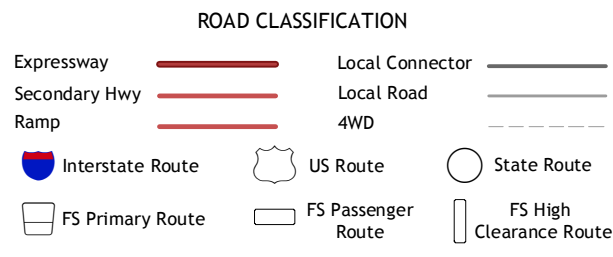 ROAD CLASSIFICATION
Expressway
Local Connector
Secondary Hwy
Local Road
Ramp
4WD
Interstate Route
US Route
State Route
FS Primary Route
FS Passenger
Route
FS High
Clearance Route